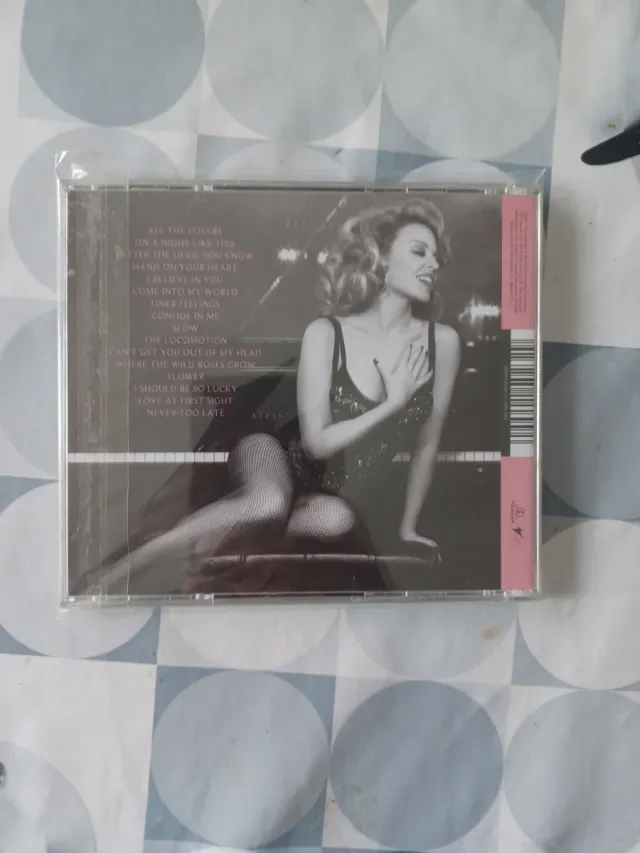 ALL THE LOVERS
ON A NIGHT LIKE THIS
BETTER THE DEVIL YOU KNOW
HAND ON YOUR HEART
I BELIEVE IN YOU
COME INTO MY WORLD
FINER FEELINGS
CONFIDE IN ME
SLOW
THE LOCOMOTION
CAN'T GET YOU OUT OF MY HEAD
WHERE THE WILD ROSES GROW
FLOWER
I SHOULD BE SO LUCKY
LOVE AT FIRST SIGHT
NEVER TOO LATE